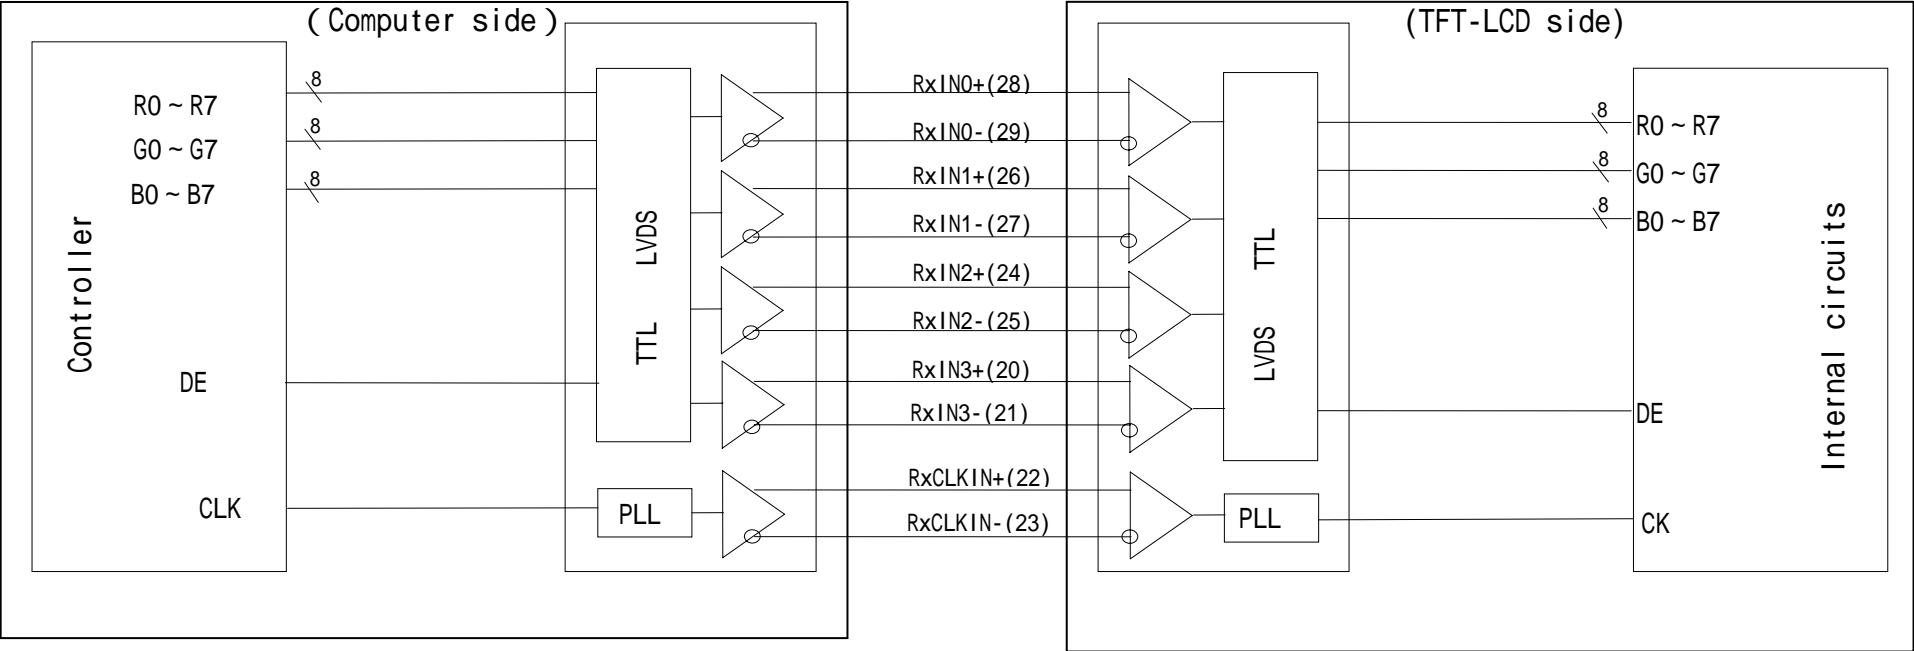 (Computer side)
(TFT-LCD side)
Controller
R0 ~ R7
G0 ~ G7
B0 ~ B7
DE
CLK
8
8
8
TTL LVDS
PLL
RxIN0+(28)
RxIN0-(29)
RxIN1+(26)
RxIN1-(27)
RxIN2+(24)
RxIN2-(25)
RxIN3+(20)
RxIN3-(21)
RxCLKIN+(22)
RxCLKIN-(23)
LVDS TTL
PLL
8
8
8
R0 ~ R7
G0 ~ G7
B0 ~ B7
DE
CK
Internal circuits